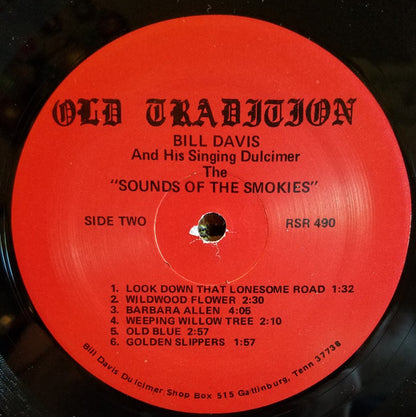 OLD TRADITION
BILL DAVIS
And His Singing Dulcimer
The
"SOUNDS OF THE SMOKIES"
SIDE TWO
RSR 490
1. LOOK DOWN THAT LONESOME ROAD 1:32
2. WILDWOOD FLOWER 2:30
3. BARBARA ALLEN 4:05
4. WEEPING WILLOW TREE 2:10
5. OLD BLUE 2:57
6. GOLDEN SLIPPERS 1:57
Bill Davis Dulcimer Shop Box 515 Gatlinburg, Tenn 37738